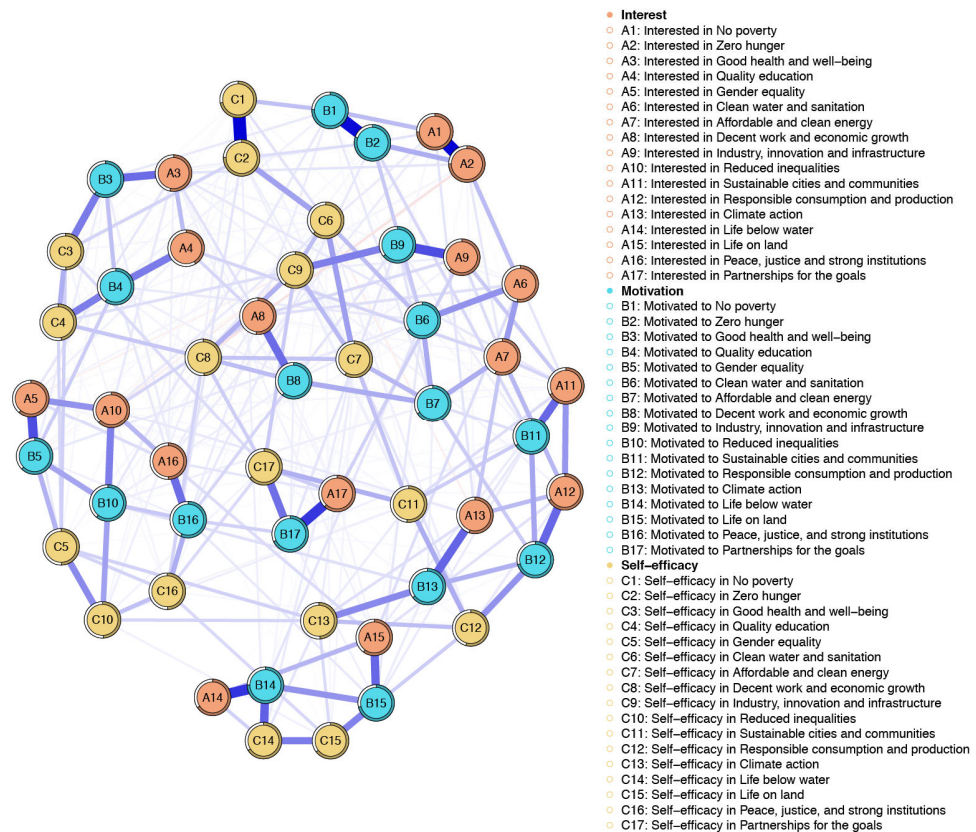 C1
B1
B2
A1
A2
C2
B3
A3
C6
C3
A4
B9
A9
C9
B4
A6
C4
A8
B6
C8
C7
A7
B8
A11
A5
A10
B7
B5
B11
A16
C17
A17
A12
B10
B16
C11
A13
B17
C5
B12
C16
B13
C10
C13
C12
A15
A14
B14
B15
C14
C15
Interest
A1: Interested in No poverty
A2: Interested in Zero hunger
A3: Interested in Good health and well−being
A4: Interested in Quality education
A5: Interested in Gender equality
A6: Interested in Clean water and sanitation
A7: Interested in Affordable and clean energy
A8: Interested in Decent work and economic growth
A9: Interested in Industry, innovation and infrastructure
A10: Interested in Reduced inequalities
A11: Interested in Sustainable cities and communities
A12: Interested in Responsible consumption and production
A13: Interested in Climate action
A14: Interested in Life below water
A15: Interested in Life on land
A16: Interested in Peace, justice and strong institutions
A17: Interested in Partnerships for the goals
Motivation
B1: Motivated to No poverty
B2: Motivated to Zero hunger
B3: Motivated to Good health and well−being
B4: Motivated to Quality education
B5: Motivated to Gender equality
B6: Motivated to Clean water and sanitation
B7: Motivated to Affordable and clean energy
B8: Motivated to Decent work and economic growth
B9: Motivated to Industry, innovation and infrastructure
B10: Motivated to Reduced inequalities
B11: Motivated to Sustainable cities and communities
B12: Motivated to Responsible consumption and production
B13: Motivated to Climate action
B14: Motivated to Life below water
B15: Motivated to Life on land
B16: Motivated to Peace, justice, and strong institutions
B17: Motivated to Partnerships for the goals
Self−efficacy
C1: Self−efficacy in No poverty
C2: Self−efficacy in Zero hunger
C3: Self−efficacy in Good health and well−being
C4: Self−efficacy in Quality education
C5: Self−efficacy in Gender equality
C6: Self−efficacy in Clean water and sanitation
C7: Self−efficacy in Affordable and clean energy
C8: Self−efficacy in Decent work and economic growth
C9: Self−efficacy in Industry, innovation and infrastructure
C10: Self−efficacy in Reduced inequalities
C11: Self−efficacy in Sustainable cities and communities
C12: Self−efficacy in Responsible consumption and production
C13: Self−efficacy in Climate action
C14: Self−efficacy in Life below water
C15: Self−efficacy in Life on land
C16: Self−efficacy in Peace, justice, and strong institutions
C17: Self−efficacy in Partnerships for the goals